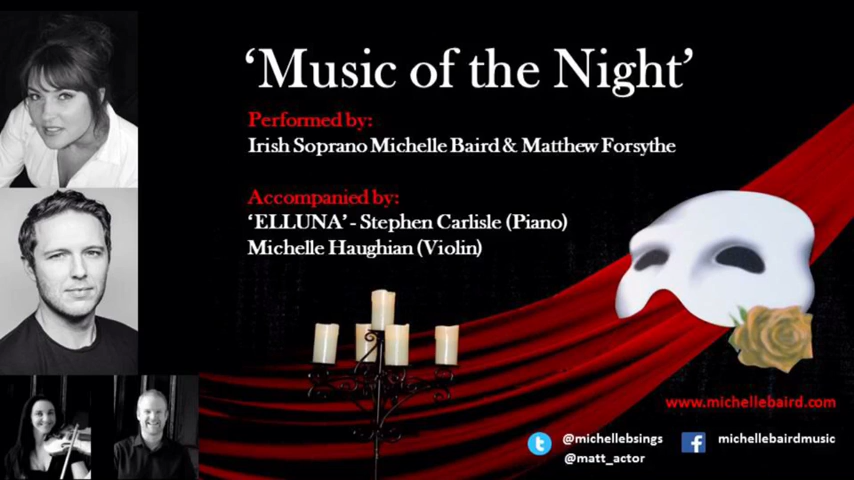 ‘Music of the Night’
Performed by:
Irish Soprano Michelle Baird & Matthew Forsythe
Accompanied by:
‘ELLUNA’ - Stephen Carlisle (Piano)
Michelle Haughian (Violin)
www.michellebaird.com
@michellebsings
michellebairdmusic
@matt_actor